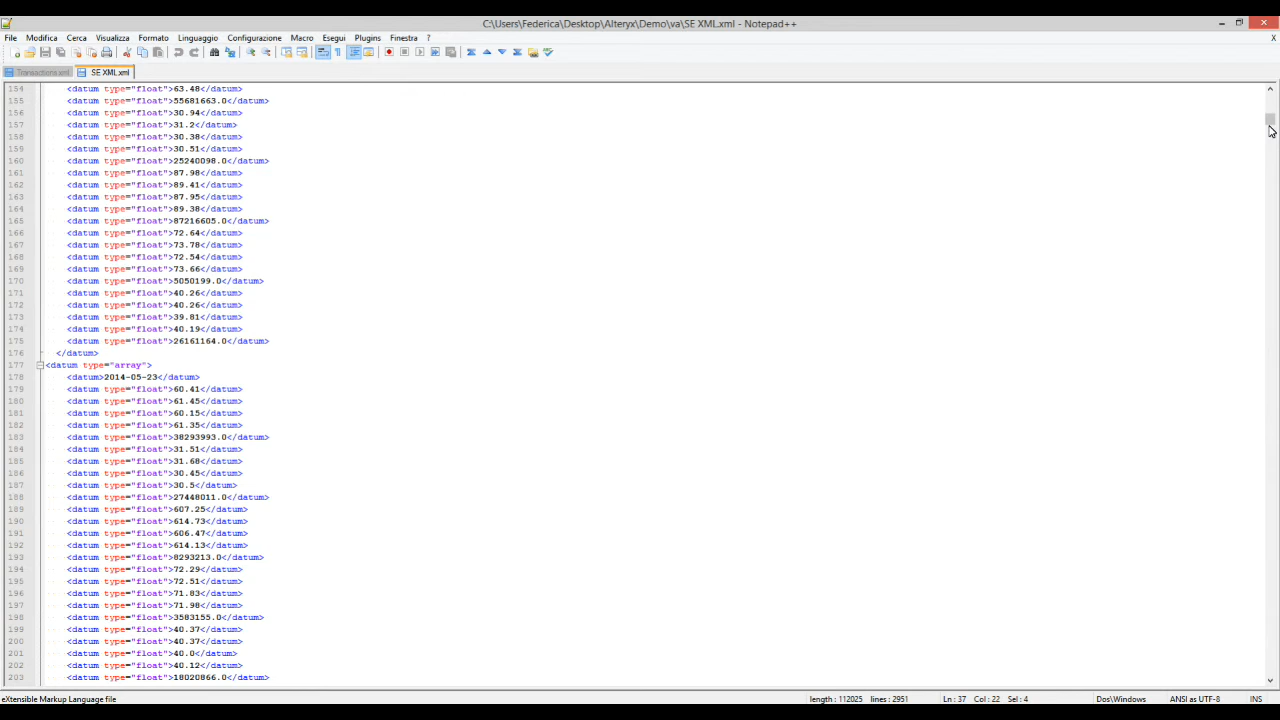 C:\Users\Federica\Desktop\Alteryx\Demo\va\SE XML.xml - Notepad++
File Modifica Cerca Visualizza Formato Linguaggio Configurazione Macro Esegui Plugins Finestra ? X
Transactions.xml SE XML.xml
154 <datum type="float">63.48</datum>
155 <datum type="float">55681663.0</datum>
156 <datum type="float">30.94</datum>
157 <datum type="float">31.2</datum>
158 <datum type="float">30.38</datum>
159 <datum type="float">30.51</datum>
160 <datum type="float">25240098.0</datum>
161 <datum type="float">87.98</datum>
162 <datum type="float">89.41</datum>
163 <datum type="float">87.95</datum>
164 <datum type="float">89.38</datum>
165 <datum type="float">87216605.0</datum>
166 <datum type="float">72.64</datum>
167 <datum type="float">73.78</datum>
168 <datum type="float">72.54</datum>
169 <datum type="float">73.66</datum>
170 <datum type="float">5050199.0</datum>
171 <datum type="float">40.26</datum>
172 <datum type="float">40.26</datum>
173 <datum type="float">39.81</datum>
174 <datum type="float">40.19</datum>
175 <datum type="float">26161164.0</datum>
176 </datum>
177 <datum type="array">
178 <datum>2014-05-23</datum>
179 <datum type="float">60.41</datum>
180 <datum type="float">61.45</datum>
181 <datum type="float">60.15</datum>
182 <datum type="float">61.35</datum>
183 <datum type="float">38293993.0</datum>
184 <datum type="float">31.51</datum>
185 <datum type="float">31.68</datum>
186 <datum type="float">30.45</datum>
187 <datum type="float">30.5</datum>
188 <datum type="float">27448011.0</datum>
189 <datum type="float">607.25</datum>
190 <datum type="float">614.73</datum>
191 <datum type="float">606.47</datum>
192 <datum type="float">614.13</datum>
193 <datum type="float">8293213.0</datum>
194 <datum type="float">72.29</datum>
195 <datum type="float">72.51</datum>
196 <datum type="float">71.83</datum>
197 <datum type="float">71.98</datum>
198 <datum type="float">3583155.0</datum>
199 <datum type="float">40.37</datum>
200 <datum type="float">40.37</datum>
201 <datum type="float">40.0</datum>
202 <datum type="float">40.12</datum>
203 <datum type="float">18020866.0</datum>
eXtensible Markup Language file length : 112025 lines : 2951 Ln : 37 Col : 22 Sel : 4 Dos\Windows ANSI as UTF-8 INS